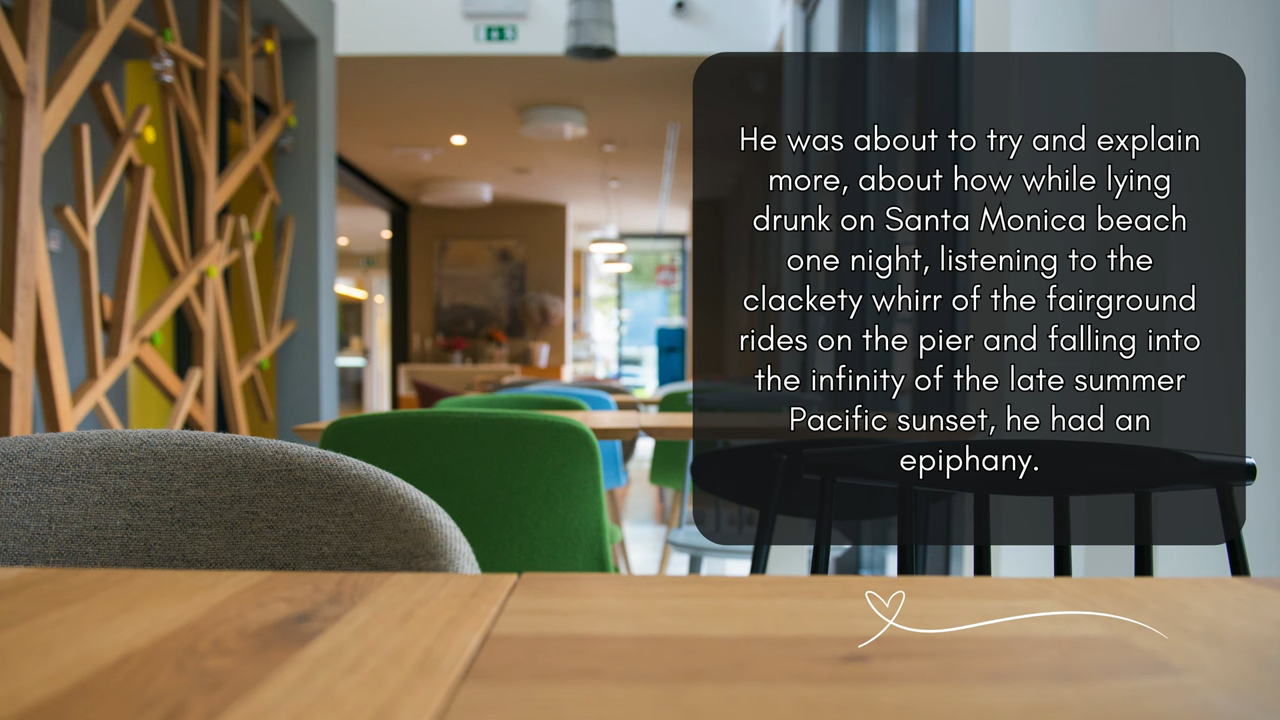 He was about to try and explain
more, about how while lying
drunk on Santa Monica beach
one night, listening to the
clackety whirr of the fairground
rides on the pier and falling into
the infinity of the late summer
Pacific sunset, he had an
epiphany.